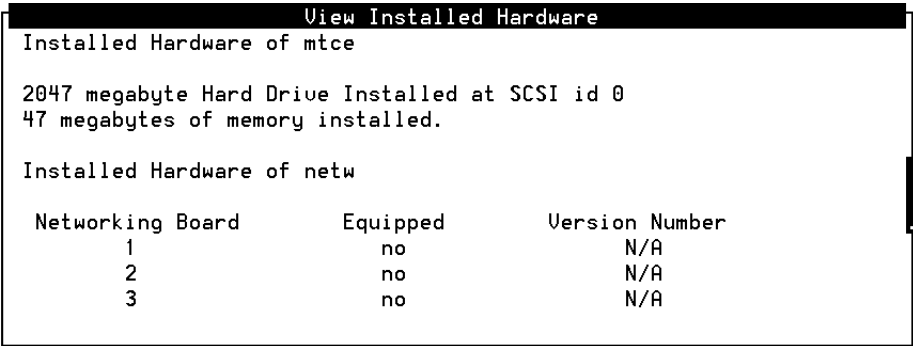 View Installed Hardware
Installed Hardware of mtce
2047 megabyte Hard Drive Installed at SCSI id 0
47 megabytes of memory installed.
Installed Hardware of netw
Networking Board Equipped Version Number
1 no N/A
2 no N/A
3 no N/A